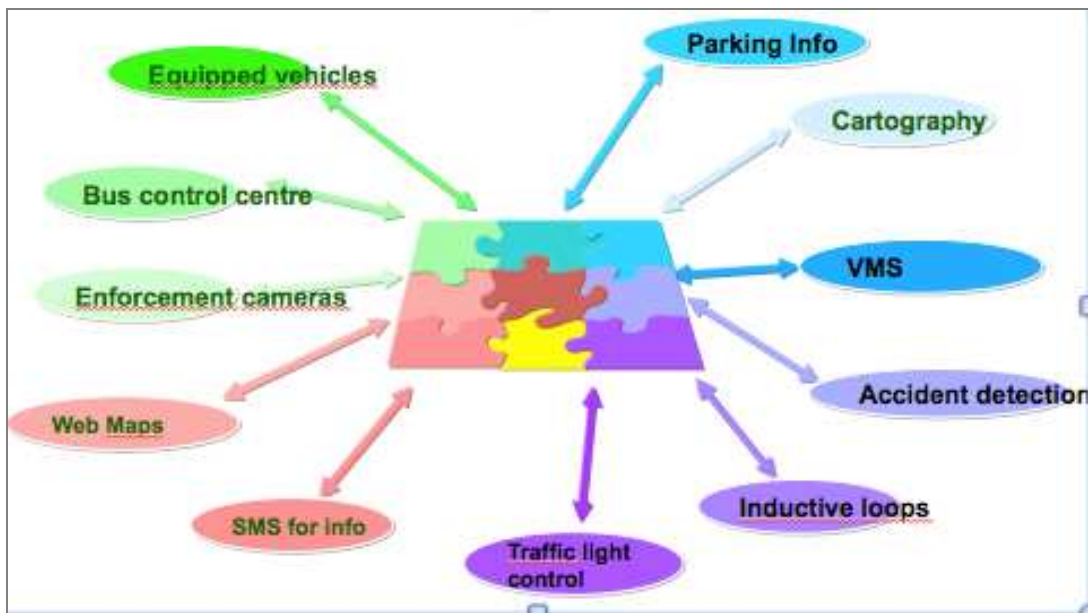 Parking Info
Equipped vehicles
Cartography
Bus control centre
VMS
Enforcement cameras
Accident detection
Web Maps
Inductive loops
SMS for info
Traffic light
control